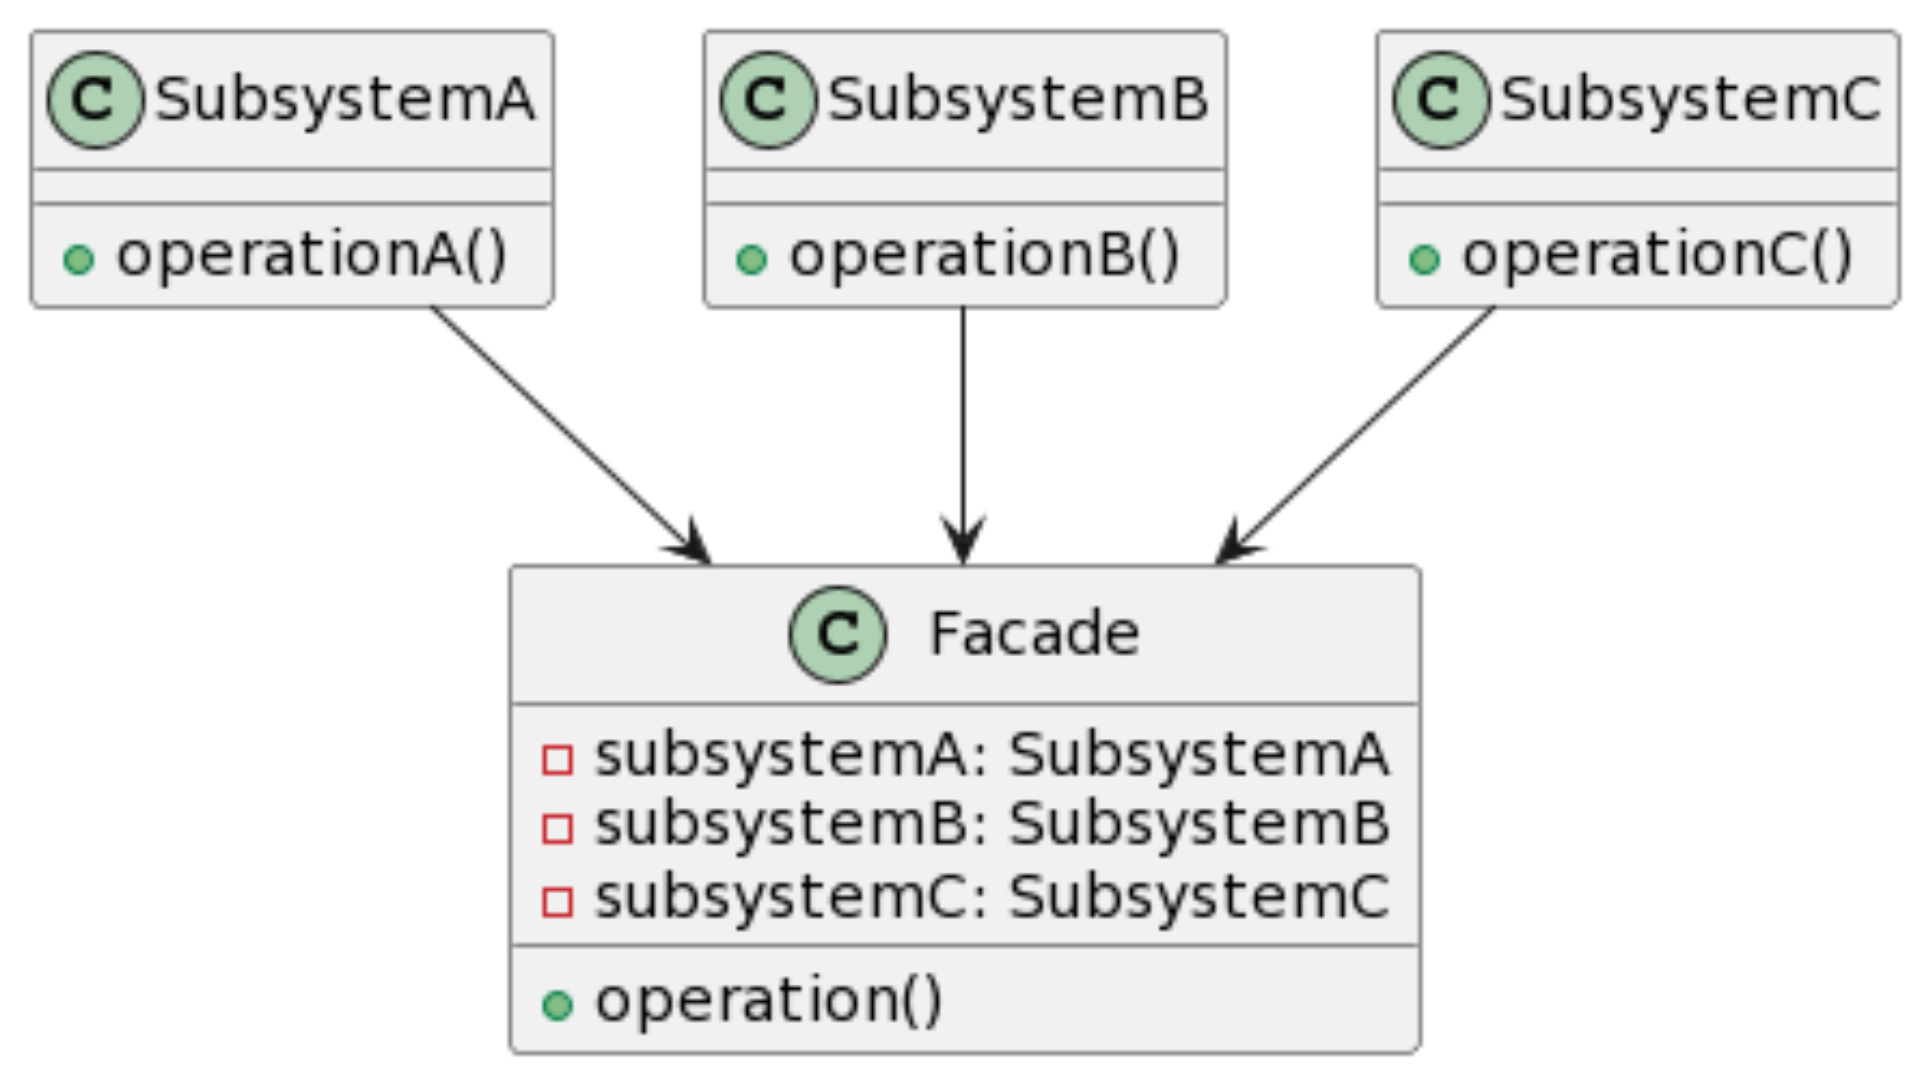 C SubsystemA
operationA()
C SubsystemB
operationB()
C SubsystemC
operationC()
C Facade
subsystemA: SubsystemA
subsystemB: SubsystemB
subsystemC: SubsystemC
operation()